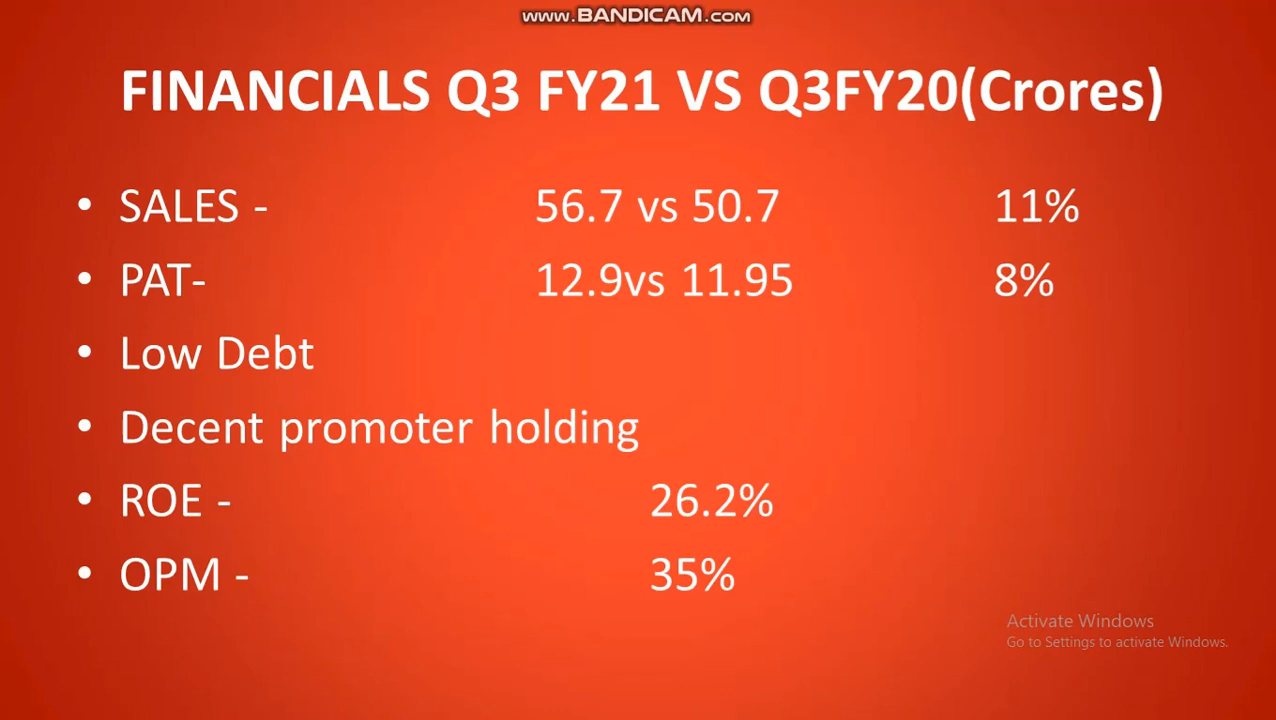 www.BANDICAM.com
FINANCIALS Q3 FY21 VS Q3FY20(Crores)
• SALES - 56.7 vs 50.7 11%
• PAT- 12.9vs 11.95 8%
• Low Debt
• Decent promoter holding
• ROE - 26.2%
• OPM - 35%
Activate Windows
Go to Settings to activate Windows.